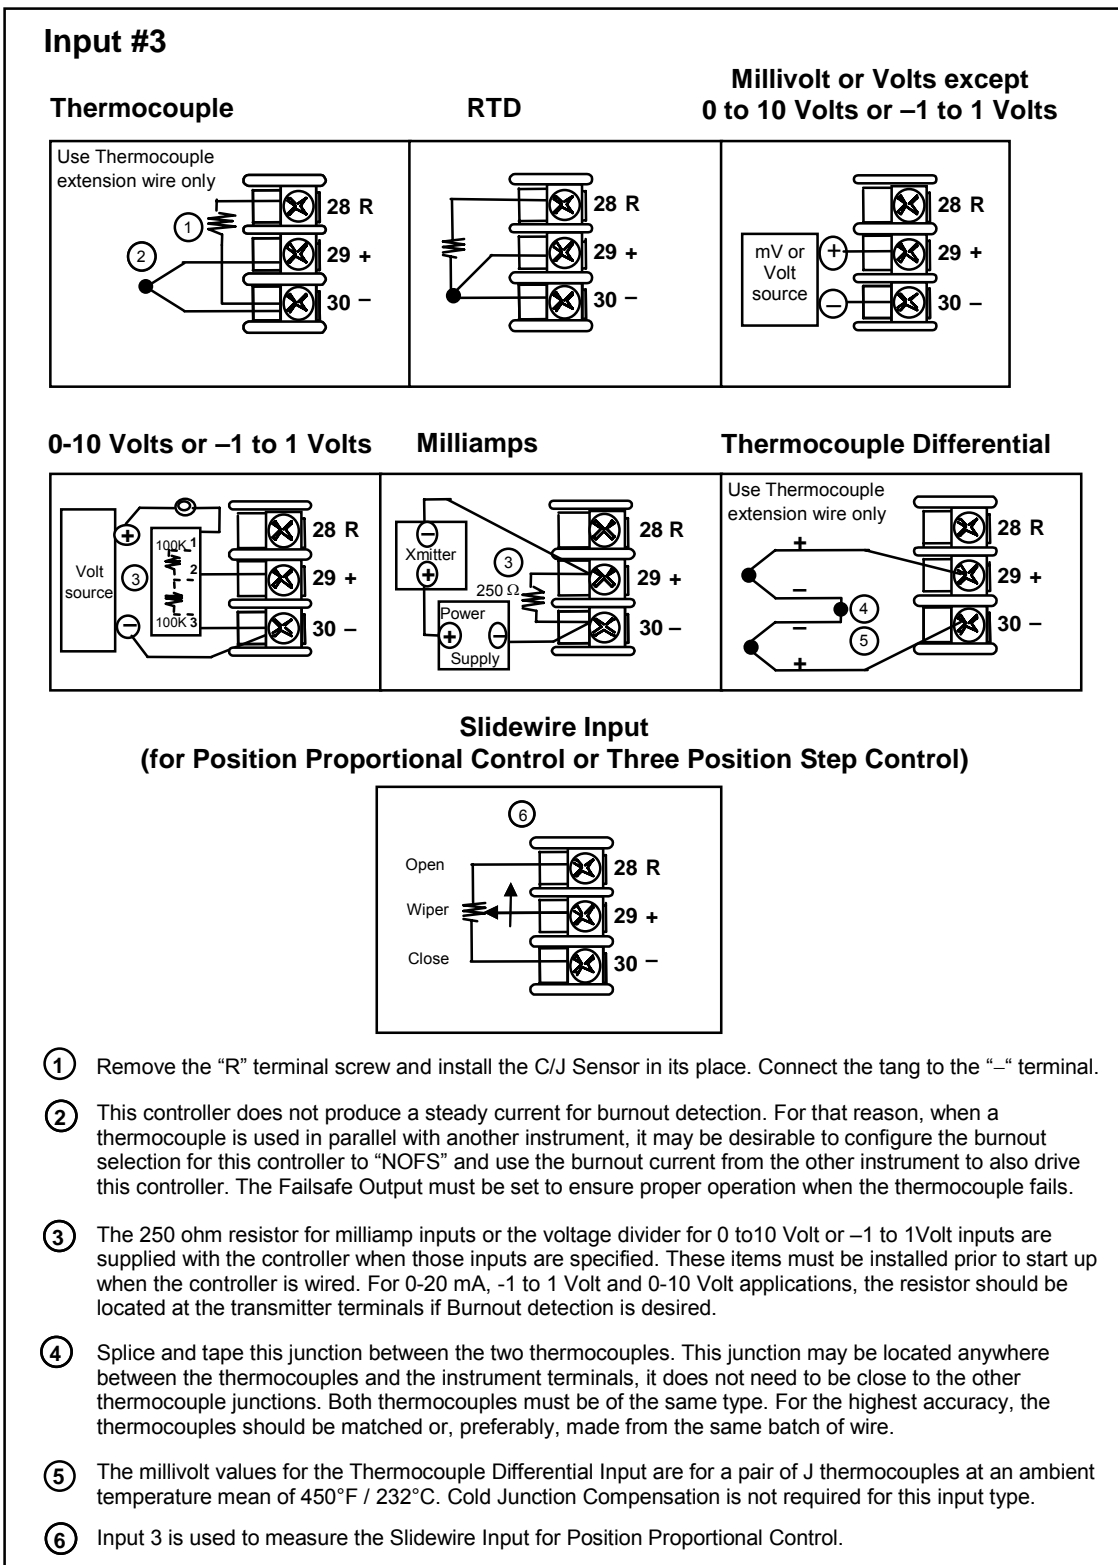 Input #3
Thermocouple
RTD
Millivolt or Volts except
0 to 10 Volts or –1 to 1 Volts
Use Thermocouple
extension wire only
1
2
28 R
29 +
30 –
28 R
29 +
30 –
mV or
Volt
source
+
–
28 R
29 +
30 –
0-10 Volts or –1 to 1 Volts
Milliamps
Thermocouple Differential
Volt
source
+
–
3
100K 1
2
100K 3
28 R
29 +
30 –
–
Xmitter
+
3
250 Ω
Power
+ –
Supply
28 R
29 +
30 –
Use Thermocouple
extension wire only
+
–
4
–
5
+
28 R
29 +
30 –
Slidewire Input
(for Position Proportional Control or Three Position Step Control)
6
Open
Wiper
Close
28 R
29 +
30 –
1 Remove the “R” terminal screw and install the C/J Sensor in its place. Connect the tang to the “–“ terminal.
2 This controller does not produce a steady current for burnout detection. For that reason, when a
thermocouple is used in parallel with another instrument, it may be desirable to configure the burnout
selection for this controller to “NOFS” and use the burnout current from the other instrument to also drive
this controller. The Failsafe Output must be set to ensure proper operation when the thermocouple fails.
3 The 250 ohm resistor for milliamp inputs or the voltage divider for 0 to10 Volt or –1 to 1Volt inputs are
supplied with the controller when those inputs are specified. These items must be installed prior to start up
when the controller is wired. For 0-20 mA, -1 to 1 Volt and 0-10 Volt applications, the resistor should be
located at the transmitter terminals if Burnout detection is desired.
4 Splice and tape this junction between the two thermocouples. This junction may be located anywhere
between the thermocouples and the instrument terminals, it does not need to be close to the other
thermocouple junctions. Both thermocouples must be of the same type. For the highest accuracy, the
thermocouples should be matched or, preferably, made from the same batch of wire.
5 The millivolt values for the Thermocouple Differential Input are for a pair of J thermocouples at an ambient
temperature mean of 450°F / 232°C. Cold Junction Compensation is not required for this input type.
6 Input 3 is used to measure the Slidewire Input for Position Proportional Control.